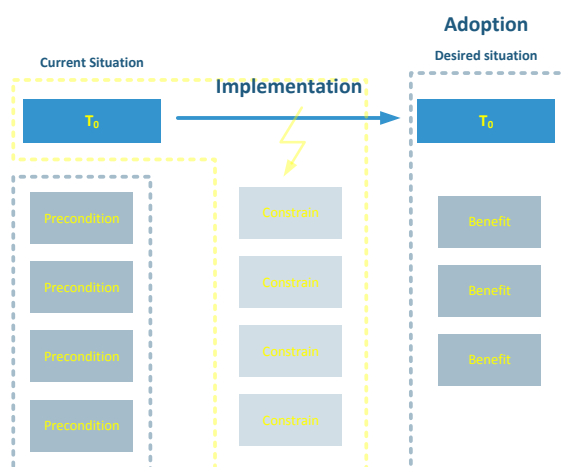 Adoption
Current Situation
Desired situation
Implementation
T0
T0
Precondition
Constrain
Benefit
Precondition
Constrain
Benefit
Precondition
Constrain
Benefit
Precondition
Constrain